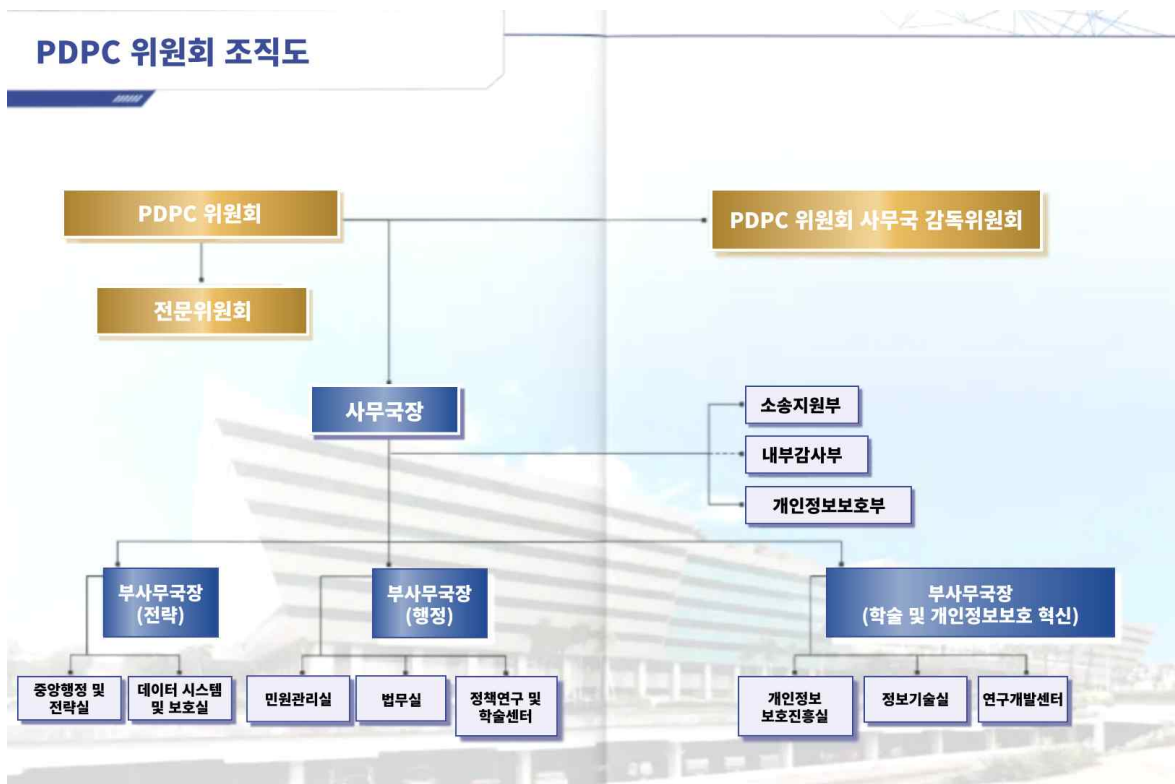 PDPC 위원회 조직도
PDPC 위원회
PDPC 위원회 사무국 감독위원회
전문위원회
사무국장
소송지원부
내부감사부
개인정보보호부
부사무국장
(전략)
부사무국장
(행정)
부사무국장
(학술 및 개인정보보호 혁신)
중앙행정 및
전략실
데이터 시스템
및 보호실
민원관리실
법무실
정책연구 및
학술센터
개인정보
보호진흥실
정보기술실
연구개발센터